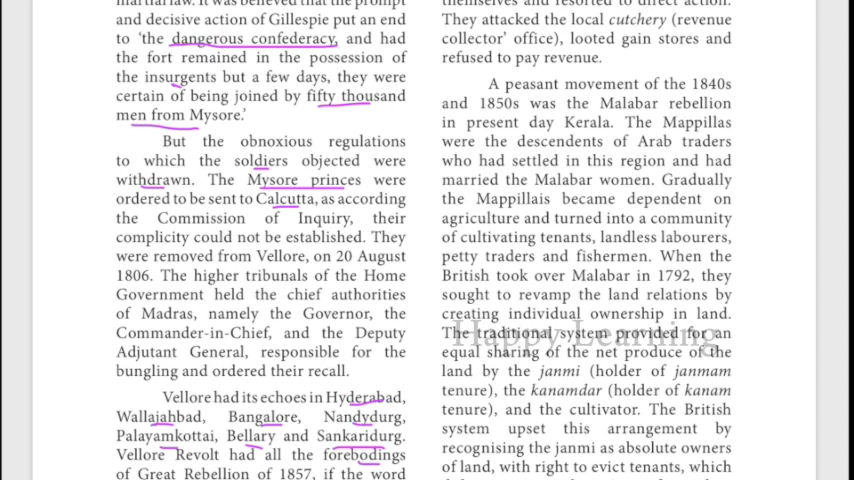 martial law. It was believed that the prompt
and decisive action of Gillespie put an end
to ‘the dangerous confederacy, and had
the fort remained in the possession of
the insurgents but a few days, they were
certain of being joined by fifty thousand
men from Mysore.’
But the obnoxious regulations
to which the soldiers objected were
withdrawn. The Mysore princes were
ordered to be sent to Calcutta, as according
the Commission of Inquiry, their
complicity could not be established. They
were removed from Vellore, on 20 August
1806. The higher tribunals of the Home
Government held the chief authorities
of Madras, namely the Governor, the
Commander-in-Chief, and the Deputy
Adjutant General, responsible for the
bungling and ordered their recall.
Vellore had its echoes in Hyderabad,
Wallajahbad, Bangalore, Nandydurg,
Palayamkottai, Bellary and Sankaridurg.
Vellore Revolt had all the forebodings
of Great Rebellion of 1857, if the word
themselves and resorted to direct action.
They attacked the local cutchery (revenue
collector’ office), looted gain stores and
refused to pay revenue.
A peasant movement of the 1840s
and 1850s was the Malabar rebellion
in present day Kerala. The Mappillas
were the descendents of Arab traders
who had settled in this region and had
married the Malabar women. Gradually
the Mappillais became dependent on
agriculture and turned into a community
of cultivating tenants, landless labourers,
petty traders and fishermen. When the
British took over Malabar in 1792, they
sought to revamp the land relations by
creating individual ownership in land.
The traditional system provided for an
equal sharing of the net produce of the
land by the janmi (holder of janmam
tenure), the kanamdar (holder of kanam
tenure), and the cultivator. The British
system upset this arrangement by
recognising the janmi as absolute owners
of land, with right to evict tenants, which
Happy Learning